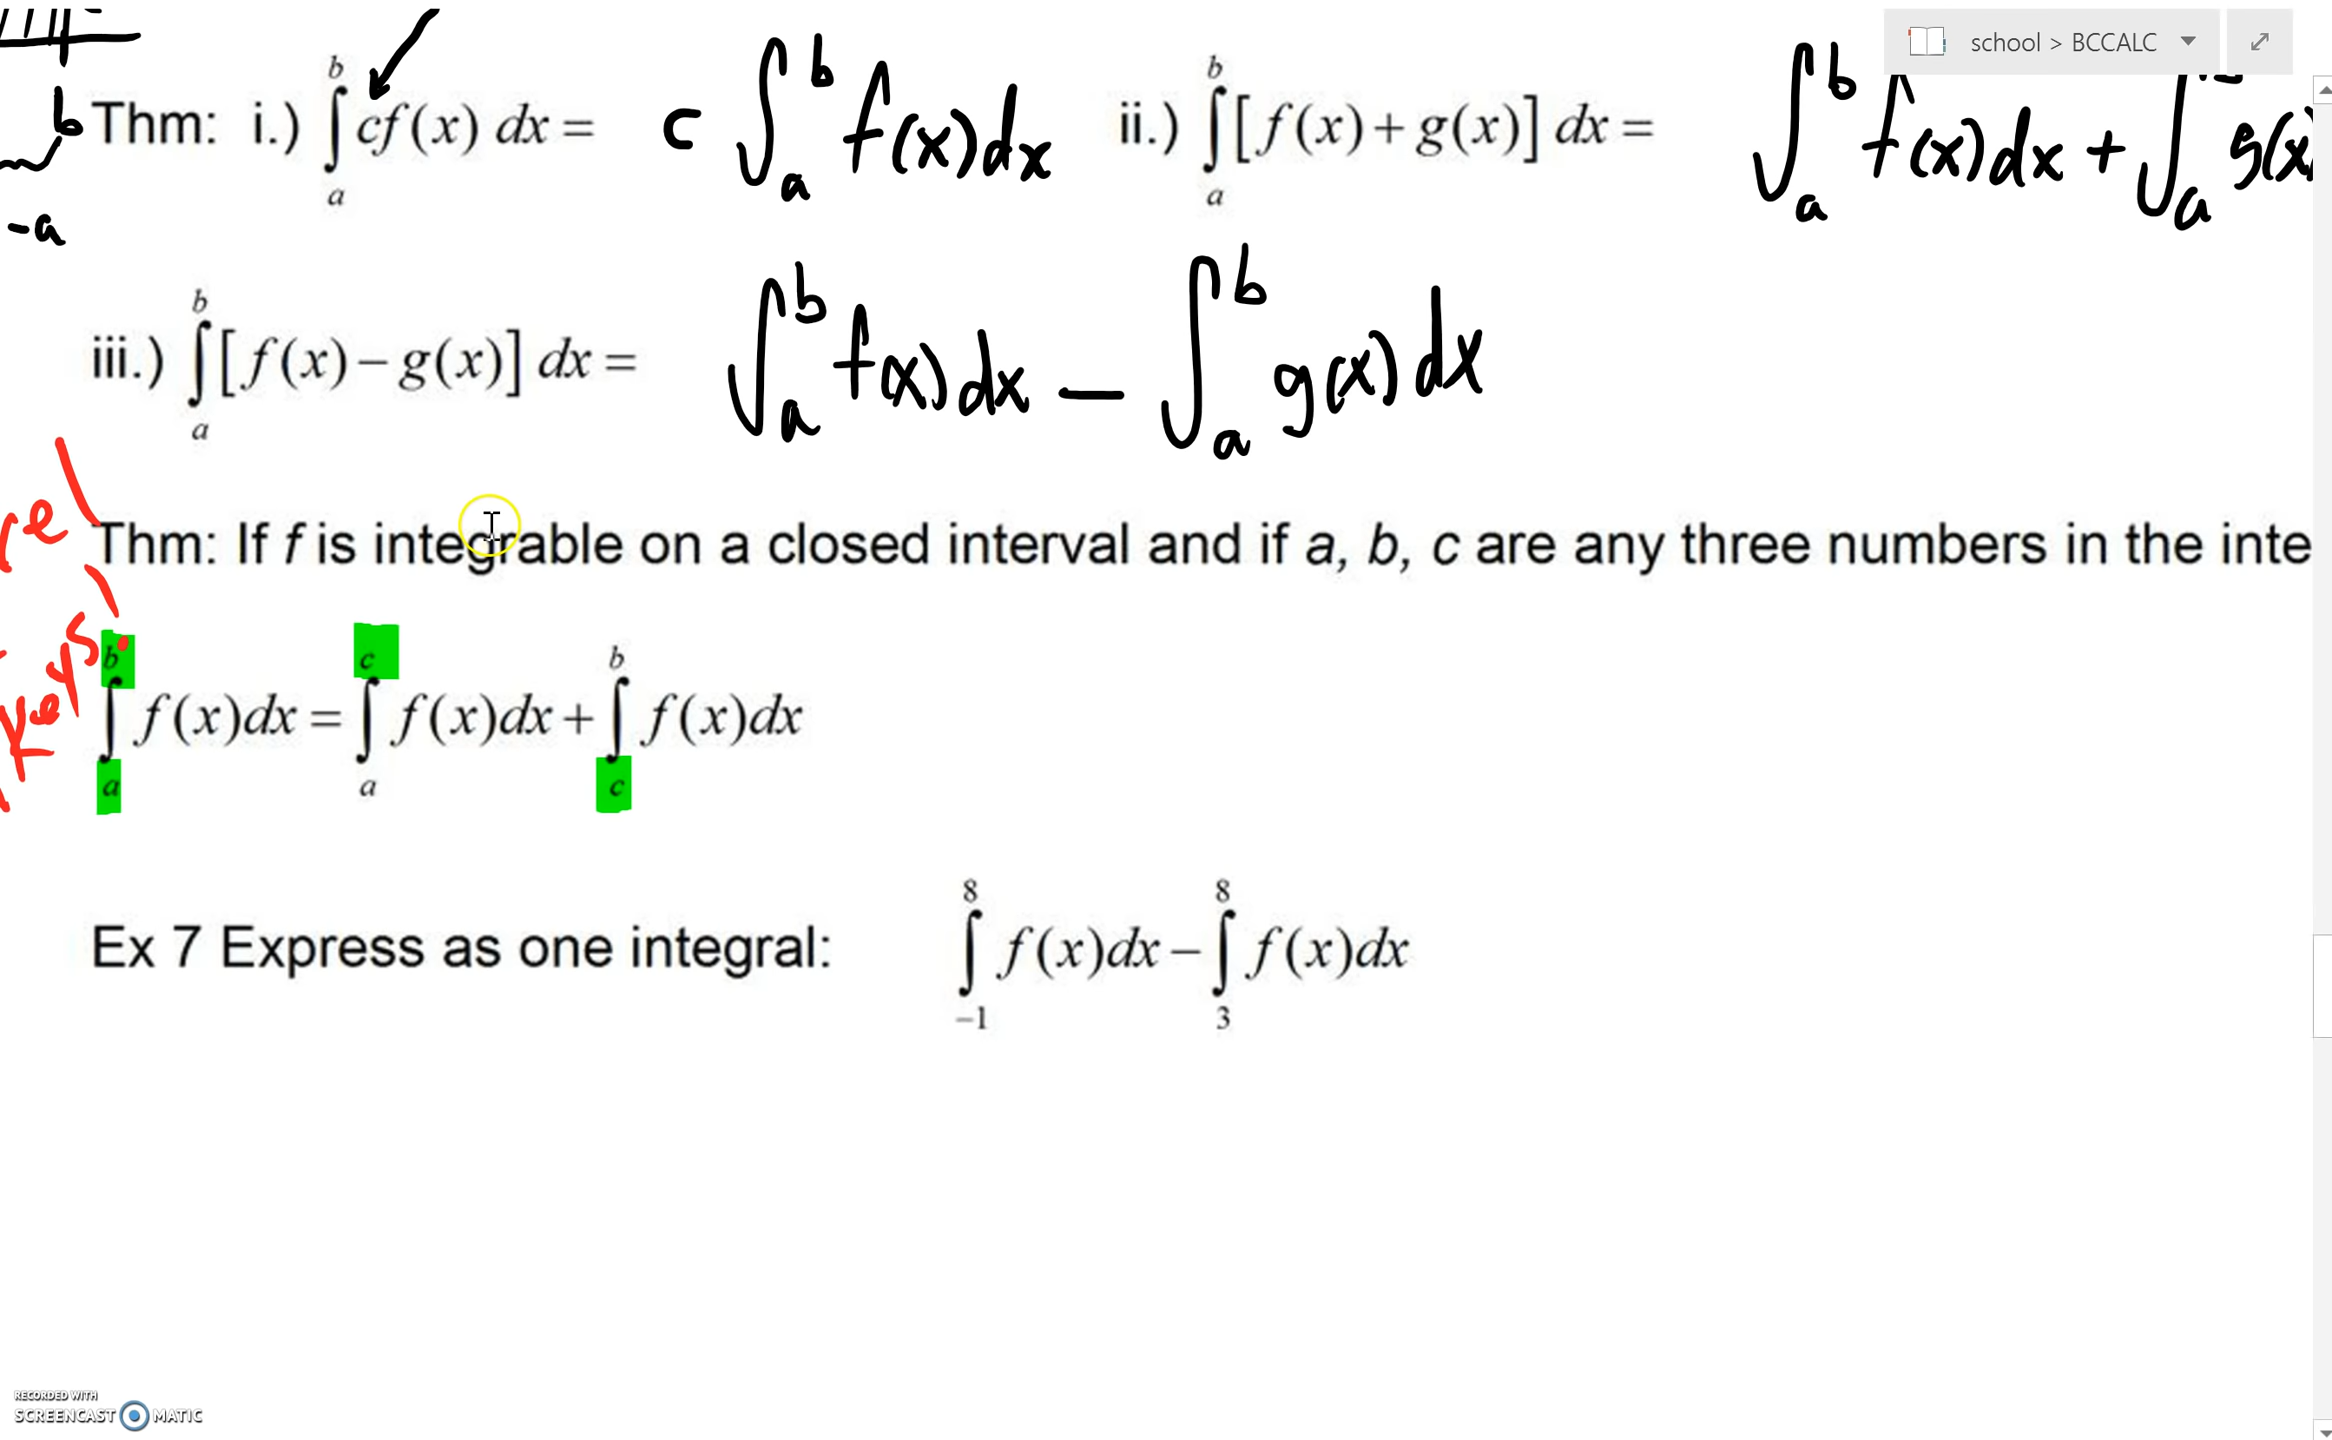 school > BCCALC
b Thm: i.) ∫_a^b cf(x) dx = c ∫_a^b f(x)dx ii.) ∫_a^b [f(x)+g(x)] dx = ∫_a^b f(x)dx + ∫_a g(x)
-a
iii.) ∫_a^b [f(x)−g(x)] dx = ∫_a^b f(x)dx − ∫_a^b g(x)dx
Thm: If f is integrable on a closed interval and if a, b, c are any three numbers in the inte
∫_a^b f(x)dx = ∫_a^c f(x)dx + ∫_c^b f(x)dx
Ex 7 Express as one integral: ∫_{−1}^8 f(x)dx − ∫_3^8 f(x)dx
RECORDED WITH
SCREENCAST MATIC